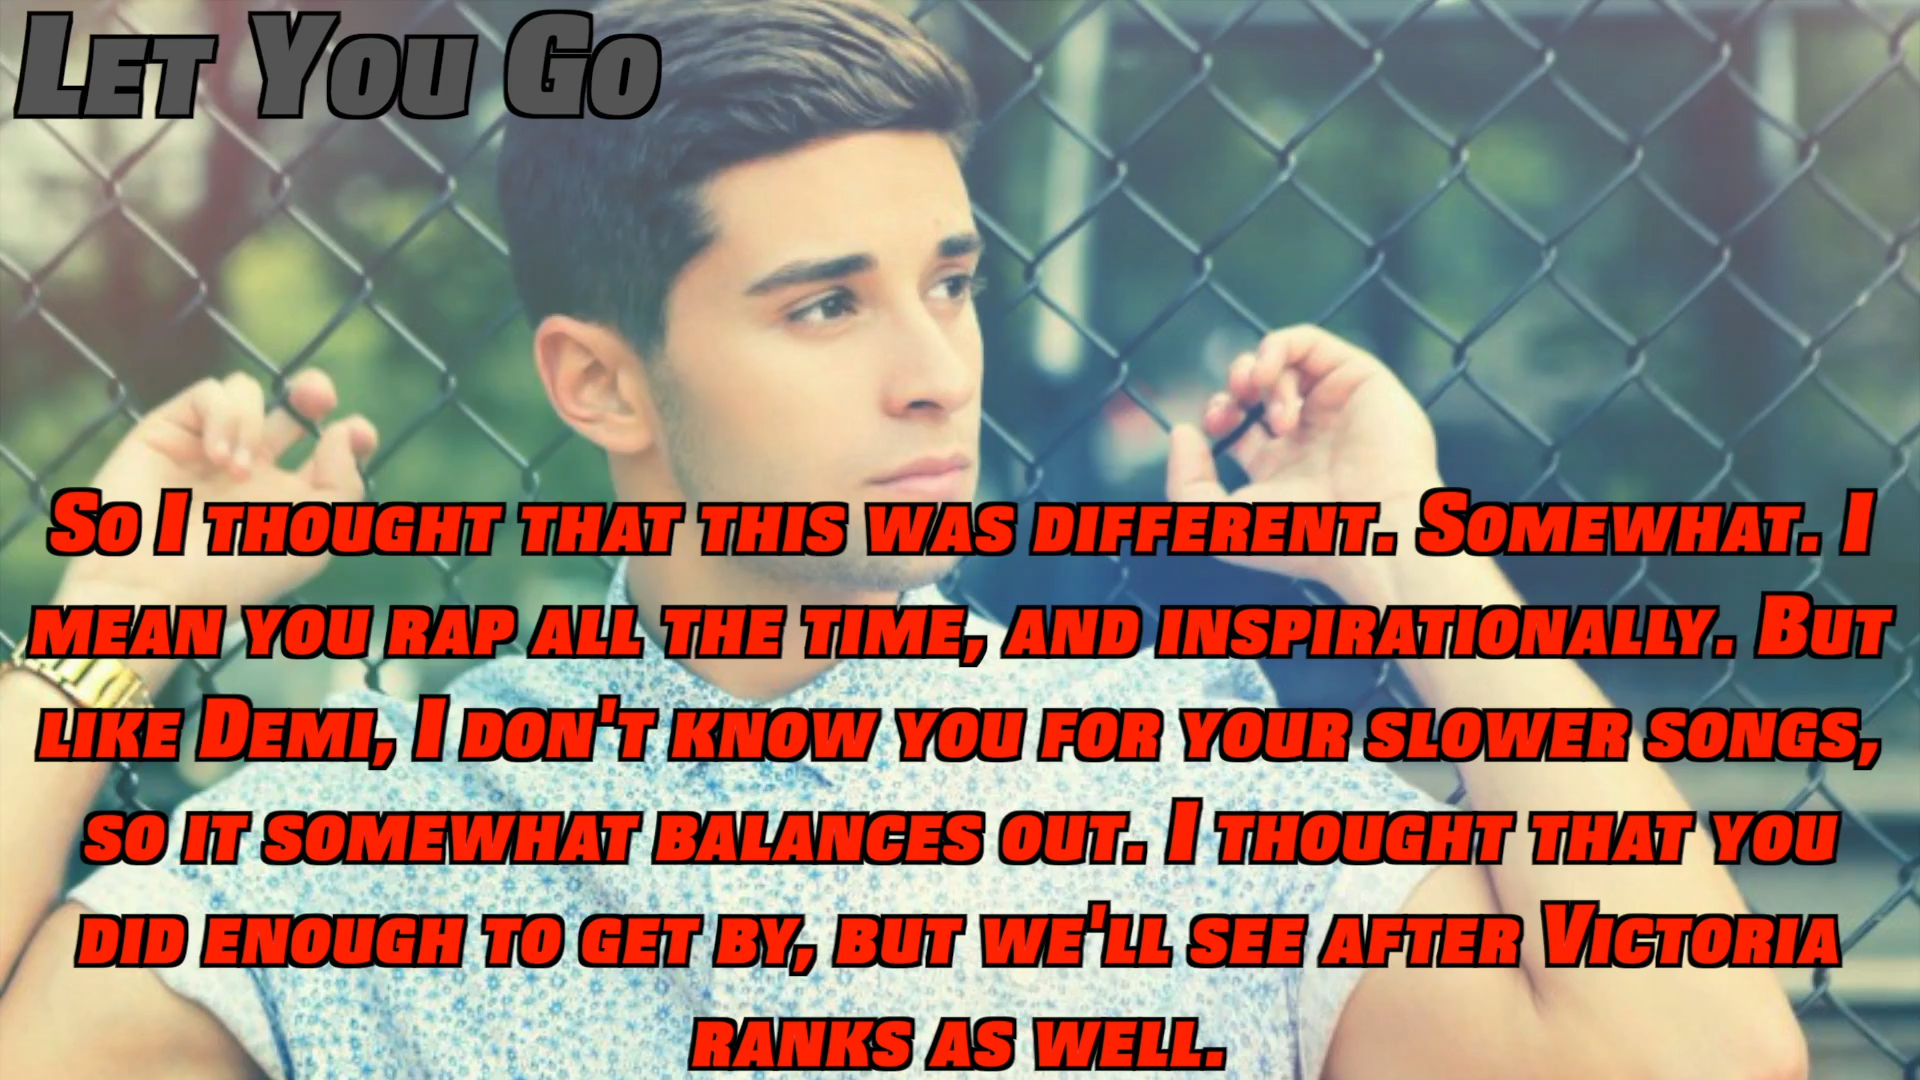 Let You Go
So I thought that this was different. Somewhat. I
mean you rap all the time, and inspirationally. But
like Demi, I don't know you for your slower songs,
so it somewhat balances out. I thought that you
did enough to get by, but we'll see after Victoria
ranks as well.